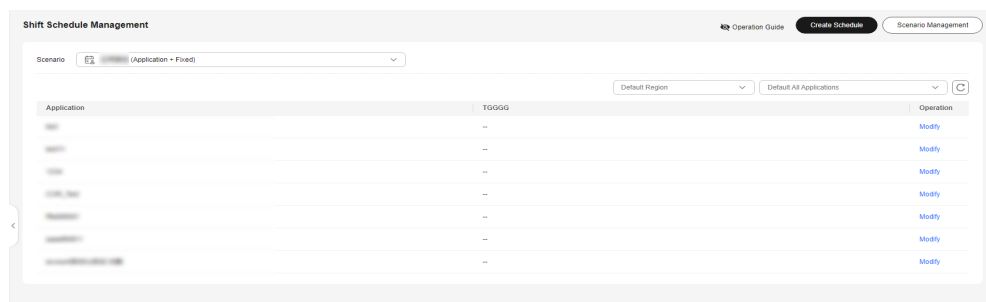 Shift Schedule Management
Operation Guide Create Schedule Scenario Management
Scenario (Application + Fixed)
Default Region Default All Applications
Application TGGGG Operation
-- Modify
-- Modify
-- Modify
-- Modify
-- Modify
-- Modify
-- Modify